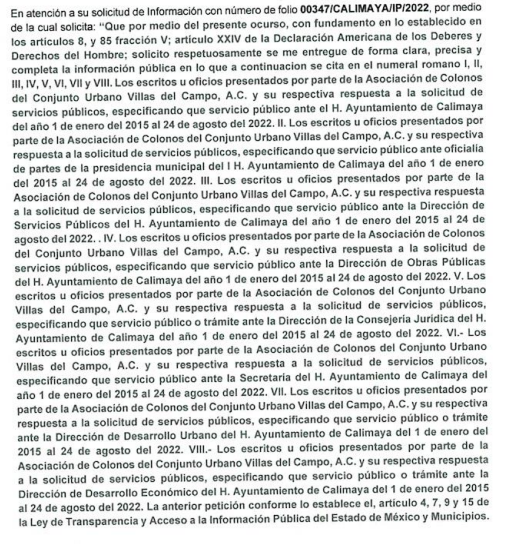 En atención a su solicitud de Información con número de folio 00347/CALIMAYA/IP/2022, por medio
de la cual solicita: “Que por medio del presente ocurso, con fundamento en lo establecido en
los artículos 8, y 85 fracción V; artículo XXIV de la Declaración Americana de los Deberes y
Derechos del Hombre; solicito respetuosamente se me entregue de forma clara, precisa y
completa la información pública en lo que a continuacion se cita en el numeral romano I, II,
III, IV, V, VI, VII y VIII. Los escritos u oficios presentados por parte de la Asociación de Colonos
del Conjunto Urbano Villas del Campo, A.C. y su respectiva respuesta a la solicitud de
servicios públicos, especificando que servicio público ante el H. Ayuntamiento de Calimaya
del año 1 de enero del 2015 al 24 de agosto del 2022. II. Los escritos u oficios presentados por
parte de la Asociación de Colonos del Conjunto Urbano Villas del Campo, A.C. y su respectiva
respuesta a la solicitud de servicios públicos, especificando que servicio público ante oficialia
de partes de la presidencia municipal del l H. Ayuntamiento de Calimaya del año 1 de enero
del 2015 al 24 de agosto del 2022. III. Los escritos u oficios presentados por parte de la
Asociación de Colonos del Conjunto Urbano Villas del Campo, A.C. y su respectiva respuesta
a la solicitud de servicios públicos, especificando que servicio público ante la Dirección de
Servicios Públicos del H. Ayuntamiento de Calimaya del año 1 de enero del 2015 al 24 de
agosto del 2022. . IV. Los escritos u oficios presentados por parte de la Asociación de Colonos
del Conjunto Urbano Villas del Campo, A.C. y su respectiva respuesta a la solicitud de
servicios públicos, especificando que servicio público ante la Dirección de Obras Públicas
del H. Ayuntamiento de Calimaya del año 1 de enero del 2015 al 24 de agosto del 2022. V. Los
escritos u oficios presentados por parte de la Asociación de Colonos del Conjunto Urbano
Villas del Campo, A.C. y su respectiva respuesta a la solicitud de servicios públicos,
especificando que servicio público o trámite ante la Dirección de la Consejeria Juridica del H.
Ayuntamiento de Calimaya del año 1 de enero del 2015 al 24 de agosto del 2022. VI.- Los
escritos u oficios presentados por parte de la Asociación de Colonos del Conjunto Urbano
Villas del Campo, A.C. y su respectiva respuesta a la solicitud de servicios públicos,
especificando que servicio público ante la Secretaria del H. Ayuntamiento de Calimaya del
año 1 de enero del 2015 al 24 de agosto del 2022. VII. Los escritos u oficios presentados por
parte de la Asociación de Colonos del Conjunto Urbano Villas del Campo, A.C. y su respectiva
respuesta a la solicitud de servicios públicos, especificando que servicio público o trámite
ante la Dirección de Desarrollo Urbano del H. Ayuntamiento de Calimaya del 1 de enero del
2015 al 24 de agosto del 2022. VIII.- Los escritos u oficios presentados por parte de la
Asociación de Colonos del Conjunto Urbano Villas del Campo, A.C. y su respectiva respuesta
a la solicitud de servicios públicos, especificando que servicio público o trámite ante la
Dirección de Desarrollo Económico del H. Ayuntamiento de Calimaya del 1 de enero del 2015
al 24 de agosto del 2022. La anterior petición conforme lo establece el, artículo 4, 7, 9 y 15 de
la Ley de Transparencia y Acceso a la Información Pública del Estado de México y Municipios.